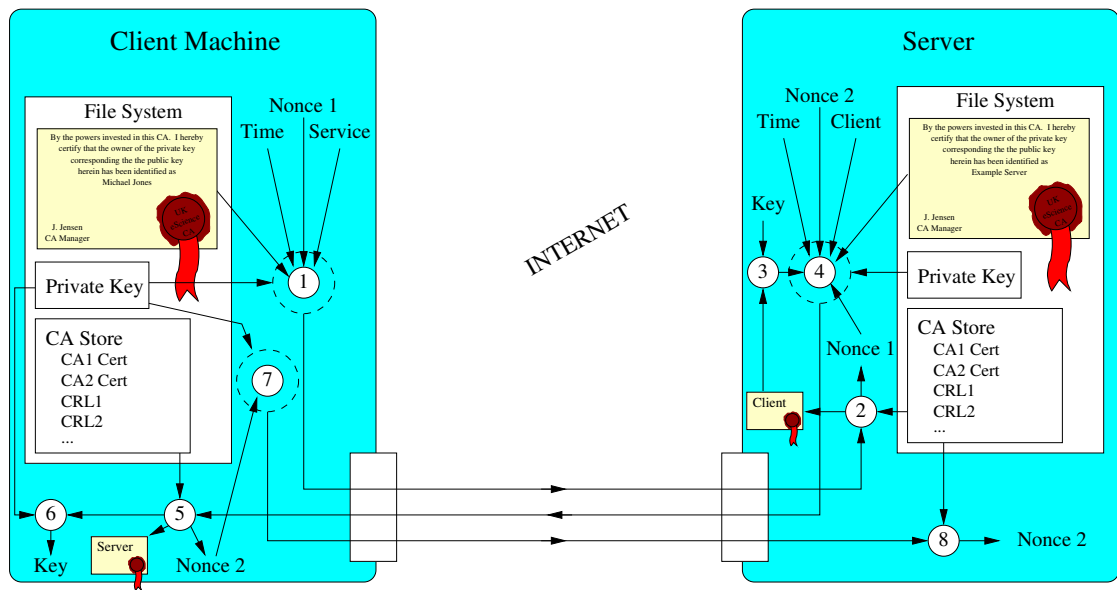 Client Machine
File System
By the powers invested in this CA. I hereby
certify that the owner of the private key
corresponding the the public key
herein has been identified as
Michael Jones
J. Jensen
CA Manager
UK
eScience
CA
Nonce 1
Time
Service
1
Private Key
CA Store
CA1 Cert
CA2 Cert
CRL1
CRL2
...
7
6
5
Key
Server
Nonce 2
INTERNET
Server
Nonce 2
Time
Client
Key
3
4
File System
By the powers invested in this CA. I hereby
certify that the owner of the private key
corresponding the the public key
herein has been identified as
Example Server
J. Jensen
CA Manager
UK
eScience
CA
Private Key
Nonce 1
CA Store
CA1 Cert
CA2 Cert
CRL1
CRL2
...
Client
2
8
Nonce 2